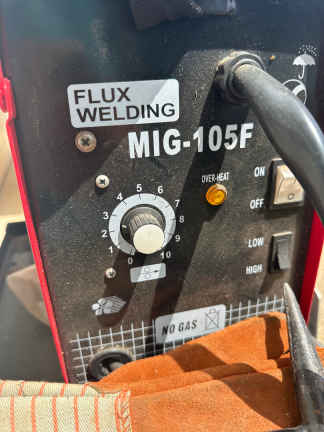 FLUX
WELDING
MIG-105F
OVER-HEAT
ON
OFF
5 6
4 7
3 8
2 9
1 10
0
LOW
HIGH
NO GAS